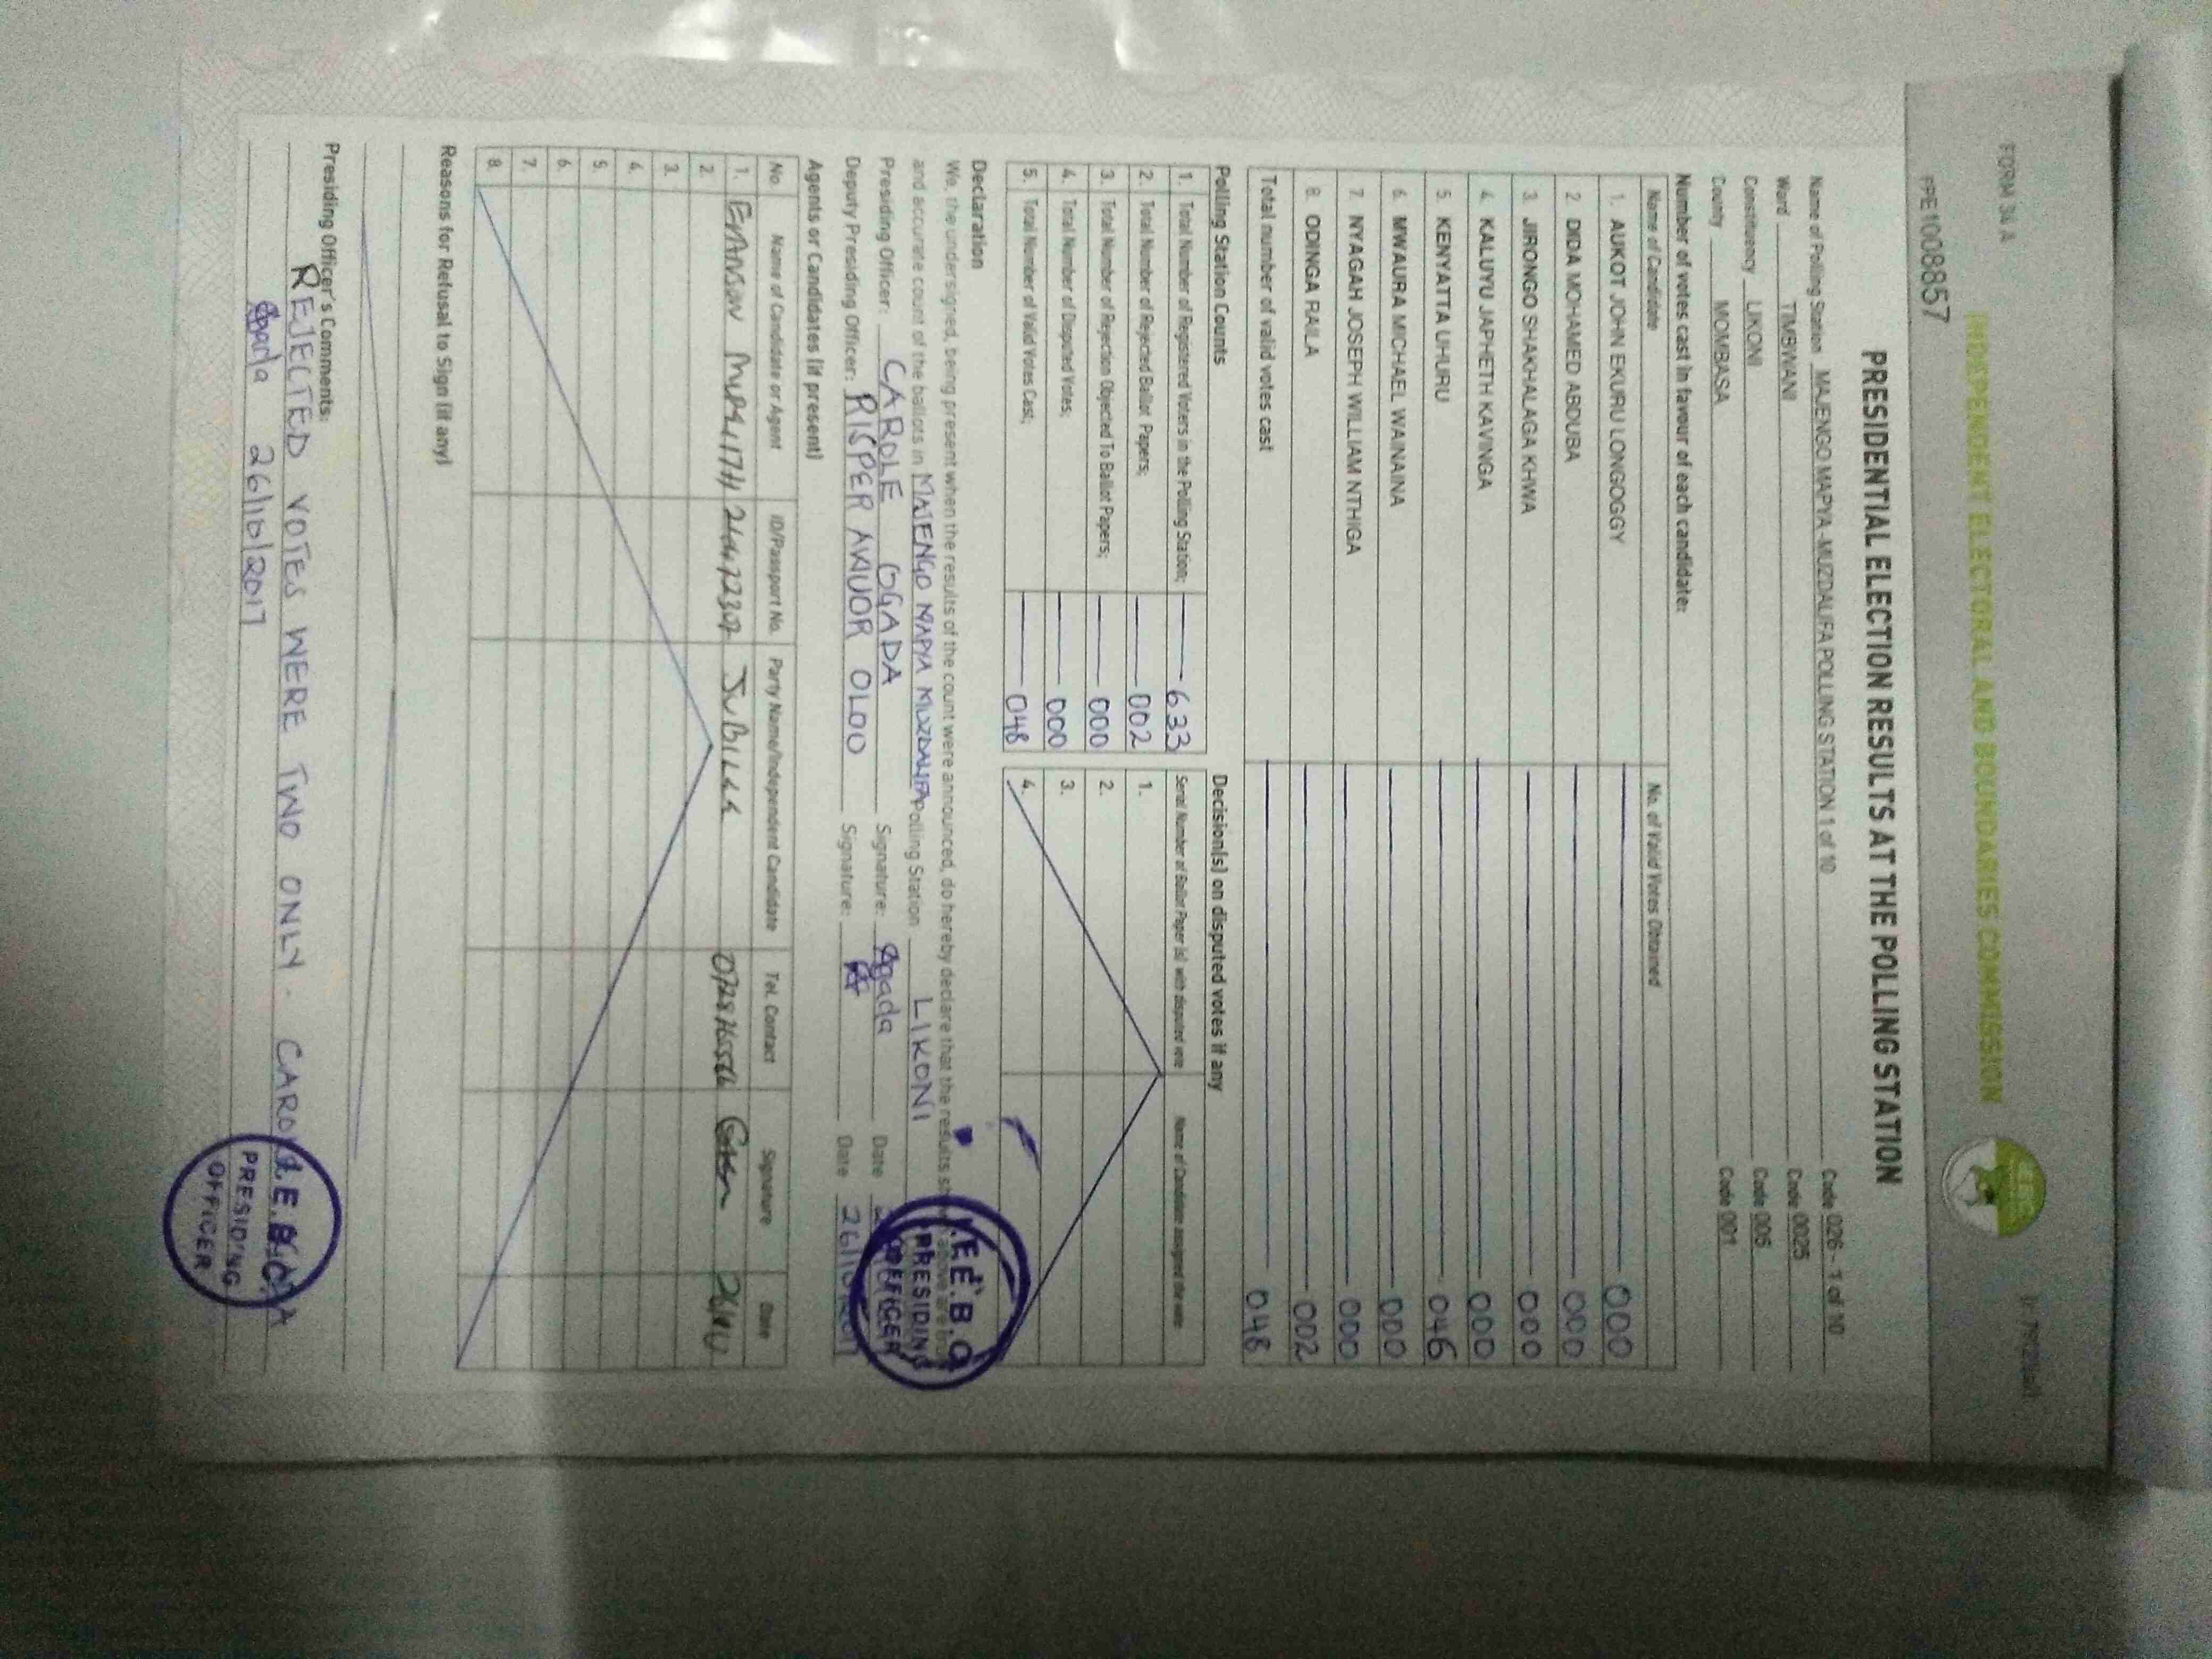 FORM 34 A
INDEPENDENT ELECTORAL AND BOUNDARIES COMMISSION
IEBC
FPE1008857
PRESIDENTIAL ELECTION RESULTS AT THE POLLING STATION
Name of Polling Station MAJENGO MAPYA-MUZDALIFA POLLING STATION 1 of 10 Code 026 - 1 of 10
Ward TIMBWANI Code 0025
Constituency LIKONI Code 005
County MOMBASA Code 001
Number of votes cast in favour of each candidate:
Name of Candidate No. of Valid Votes Obtained
1. AUKOT JOHN EKURU LONGOGGY 000
2 DIDA MOHAMED ABDUBA 000
3 JIRONGO SHAKHALAGA KHWA 000
4. KALUYU JAPHETH KAVINGA 000
5 KENYATTA UHURU 046
6. MWAURA MICHAEL WAINAINA 000
7. NYAGAH JOSEPH WILLIAM NTHIGA 000
8. ODINGA RAILA 002
Total number of valid votes cast 048
Polling Station Counts
1. Total Number of Registered Voters in the Polling Station; 633
2. Total Number of Rejected Ballot Papers; 002
3. Total Number of Rejection Objected To Ballot Papers; 000
4. Total Number of Disputed Votes; 000
5. Total Number of Valid Votes Cast; 048
Decision(s) on disputed votes if any
Serial Number of Ballot Paper (s) with disputed vote Name of Candidate assigned the vote
1.
2.
3.
4.
Declaration
We, the undersigned, being present when the results of the count were announced, do hereby declare that the results shown above are
and accurate count of the ballots in MAJENGO MAPYA MUZDALIFA Polling Station LIKONI
Presiding Officer: CAROLE OGADA Signature: Ogada Date
Deputy Presiding Officer: RISPER AWUOR OLOO Signature: Date 26/10/2017
I.E.B.C
PRESIDING
OFFICER
Agents or Candidates (if present)
No. Name of Candidate or Agent ID/Passport No. Party Name/Independent Candidate Tel. Contact Signature Date
1. EVANSON JUBILEE
2.
3.
4.
5.
6.
7.
8.
Reasons for Refusal to Sign (if any)
Presiding Officer's Comments:
REJECTED VOTES WERE TWO ONLY. CAROLE OGADA
Ogada 26/10/2017
I.E.B.C
PRESIDING
OFFICER